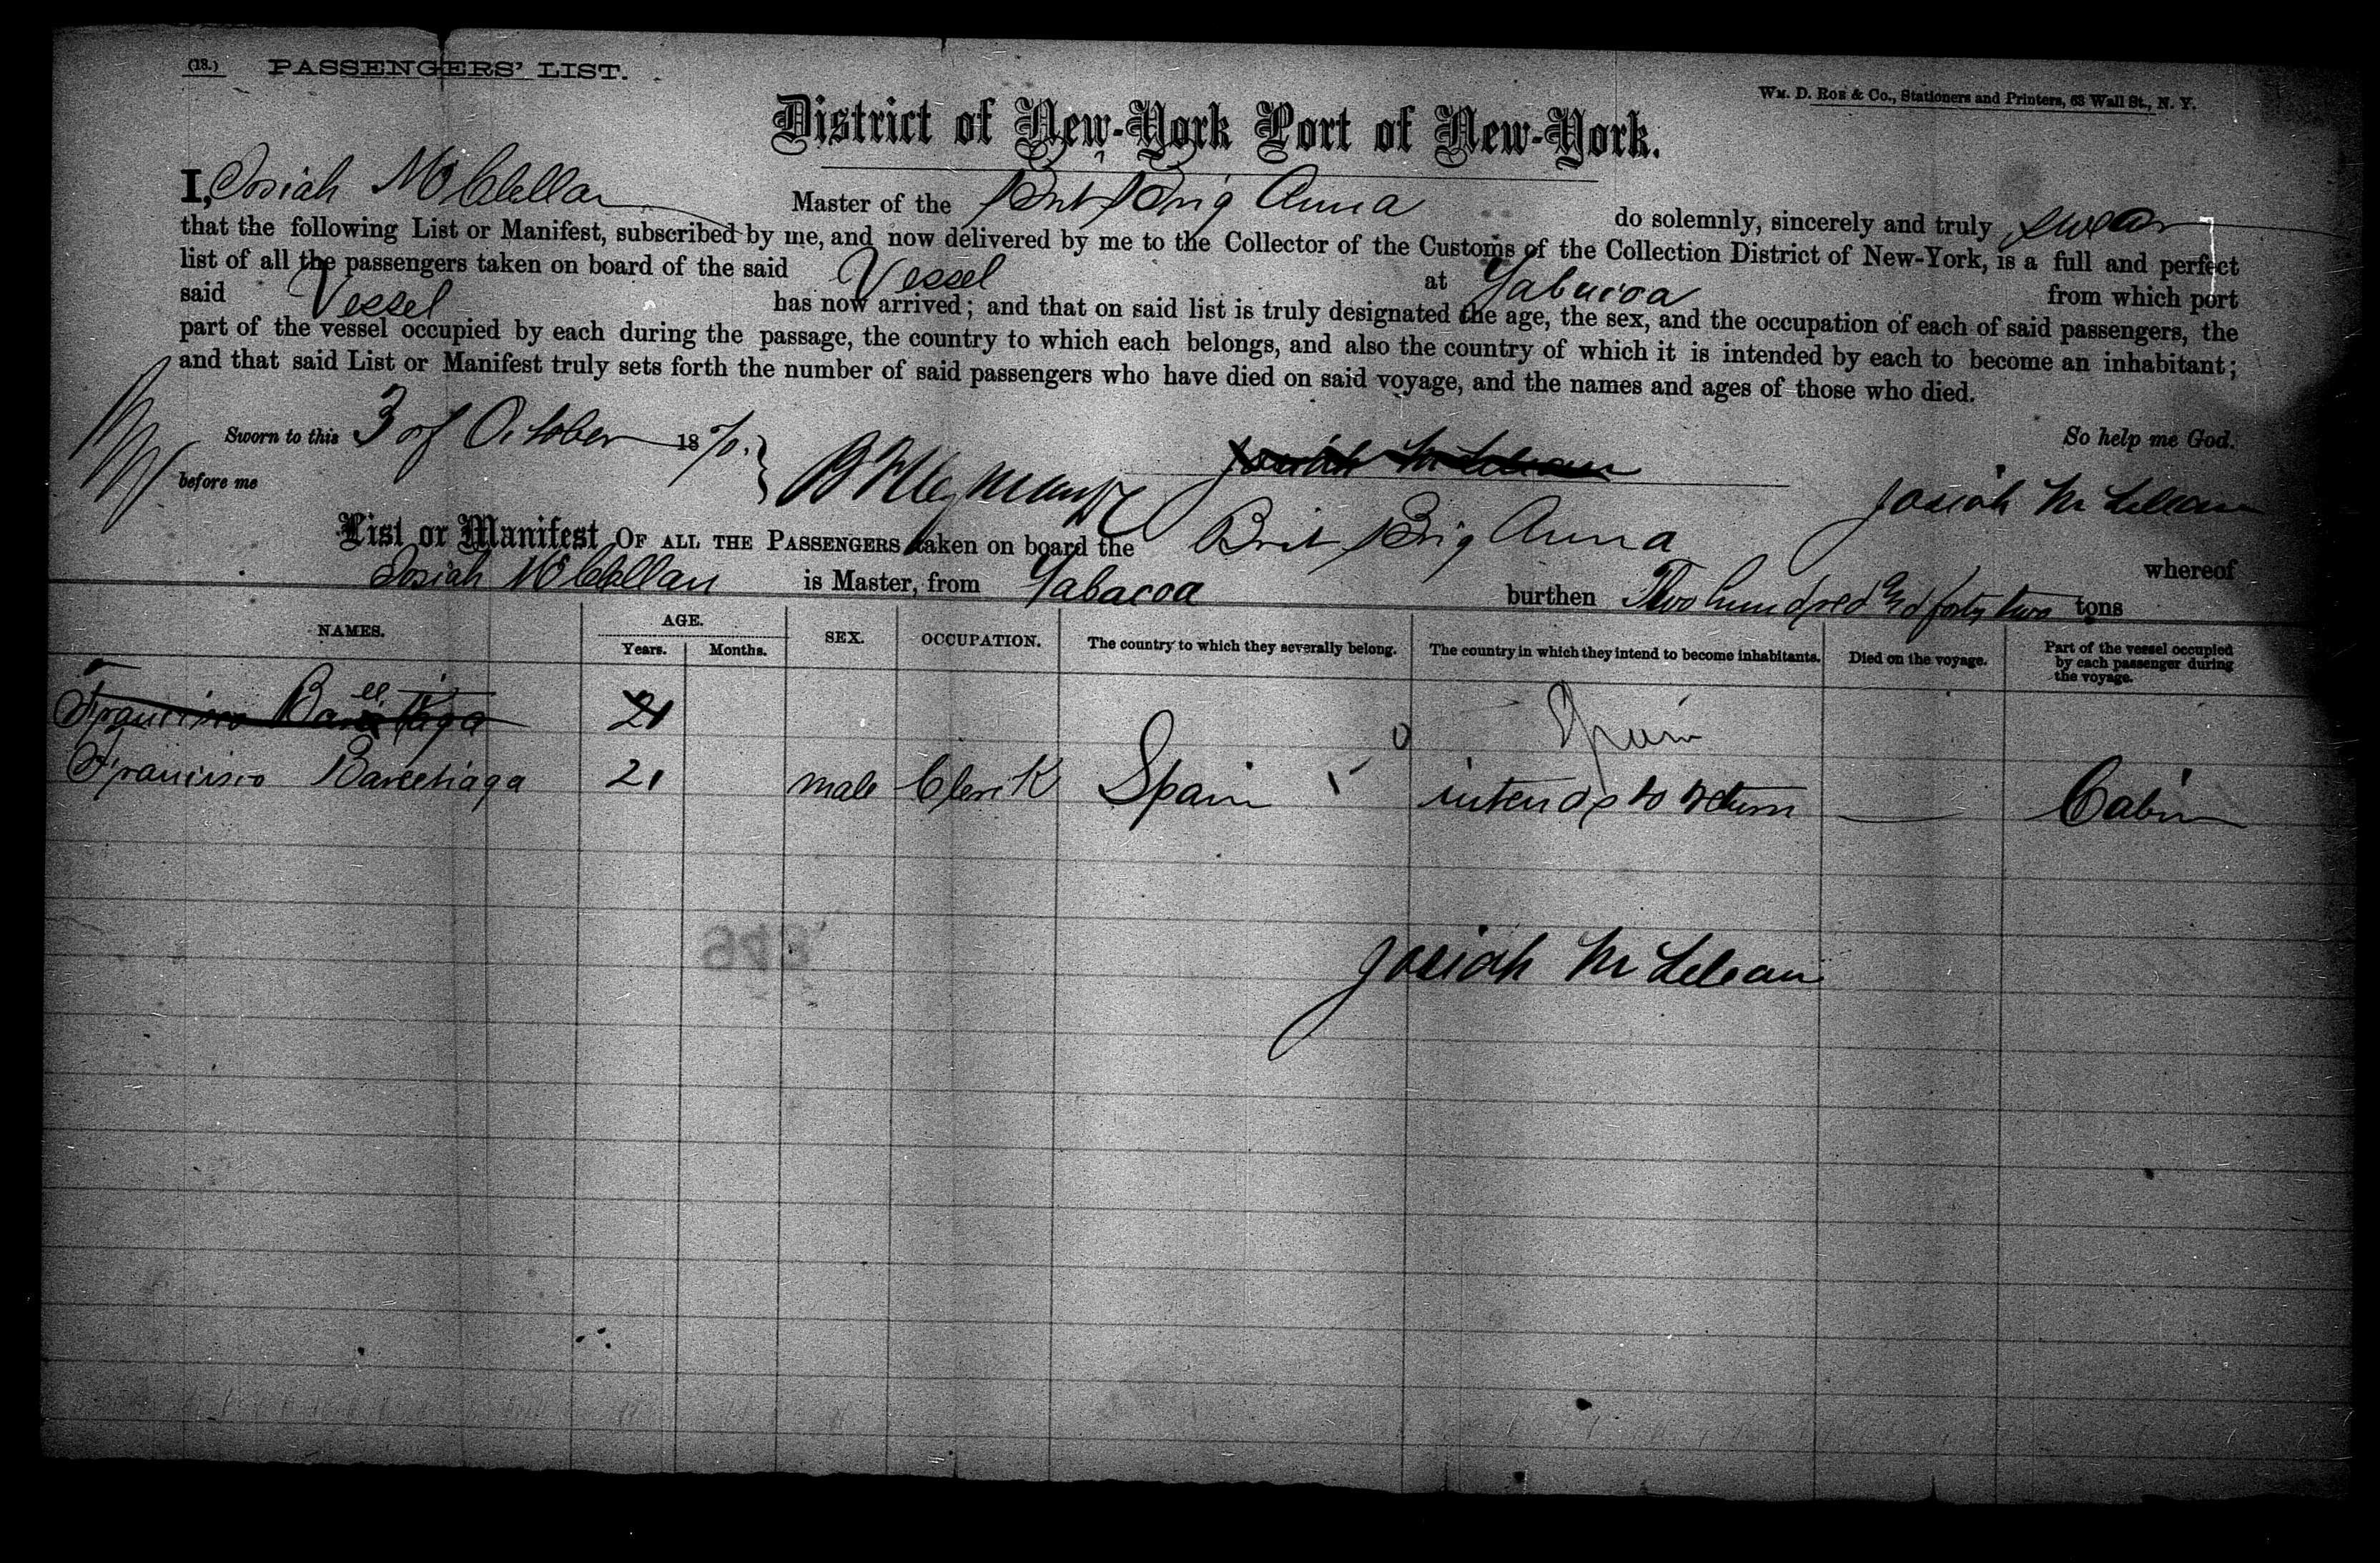 (18.) PASSENGERS' LIST.
WM. D. ROE & CO., Stationers and Printers, 63 Wall St., N. Y.
District of New-York Port of New-York.
I, Josiah McClellan Master of the Brit Brig Anna do solemnly, sincerely and truly swear
that the following List or Manifest, subscribed by me, and now delivered by me to the Collector of the Customs of the Collection District of New-York, is a full and perfect
list of all the passengers taken on board of the said Vessel at Yabucoa from which port
said Vessel has now arrived; and that on said list is truly designated the age, the sex, and the occupation of each of said passengers, the
part of the vessel occupied by each during the passage, the country to which each belongs, and also the country of which it is intended by each to become an inhabitant;
and that said List or Manifest truly sets forth the number of said passengers who have died on said voyage, and the names and ages of those who died.
Sworn to this 3 of October 1870. So help me God.
before me Josiah McLelean
Josiah McLelean
List or Manifest OF ALL THE PASSENGERS taken on board the Brit Brig Anna whereof
Josiah McClellan is Master, from Yabacoa burthen Two hundred & forty two tons
NAMES. AGE. Years. Months. SEX. OCCUPATION. The country to which they severally belong. The country in which they intend to become inhabitants. Died on the voyage. Part of the vessel occupied by each passenger during the voyage.
Francisco 21 Spain
Francisco Barcetiaga 21 male Clerk Spain intends to return Cabin
Josiah McLelean